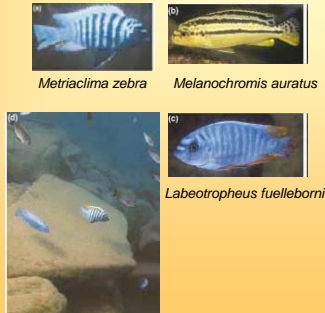 (a)
(b)
Metriaclima zebra
Melanochromis auratus
(d)
(c)
Labeotropheus fuelleborni